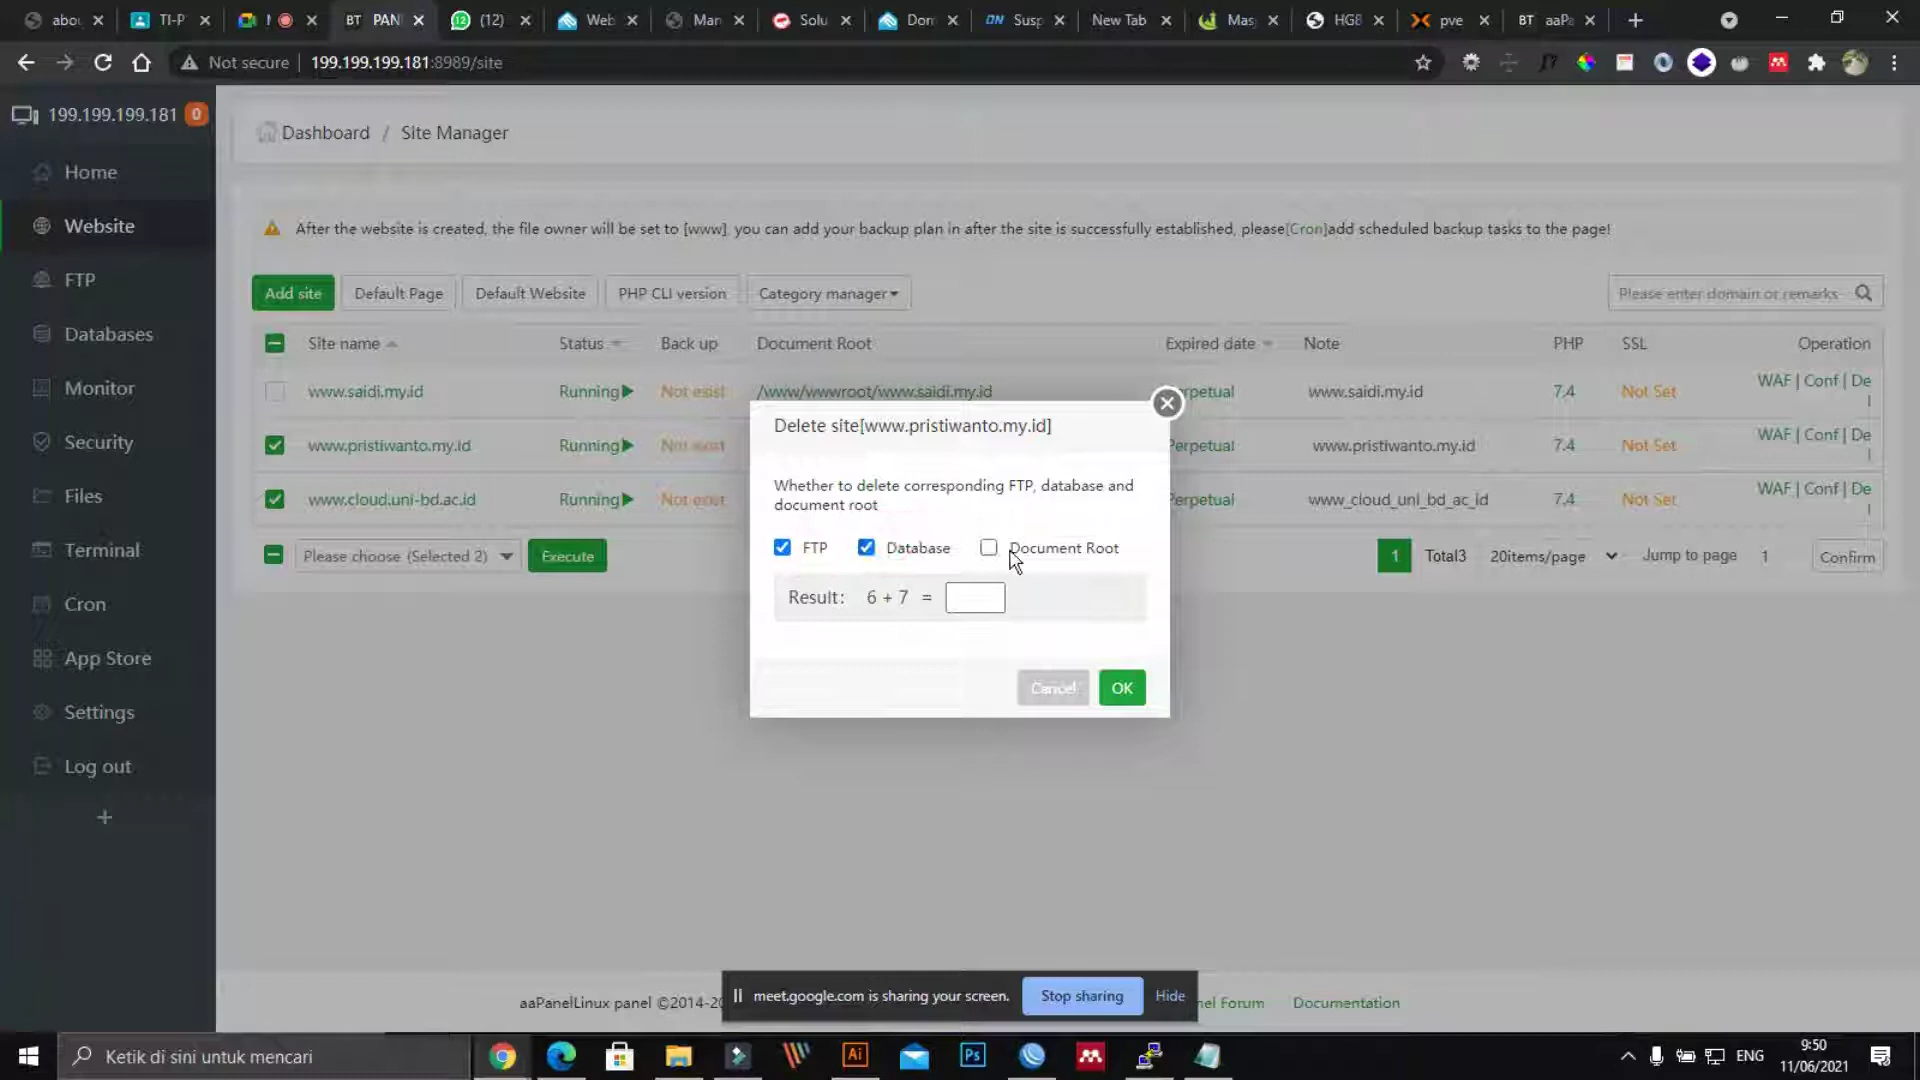 abou
TI-P
BT PAN
(12)
Web
Man
Solu
Dom
Susp
New Tab
Mas
HG8
pve
BT aaPa
Not secure
199.199.199.181:8989/site
199.199.199.181 0
Home
Website
FTP
Databases
Monitor
Security
Files
Terminal
Cron
App Store
Settings
Log out
Dashboard / Site Manager
After the website is created, the file owner will be set to [www], you can add your backup plan in after the site is successfully established, please[Cron]add scheduled backup tasks to the page!
Add site Default Page Default Website PHP CLI version Category manager
Please enter domain or remarks
Site name Status Back up Document Root Expired date Note PHP SSL Operation
www.saidi.my.id Running Not exist /www/wwwroot/www.saidi.my.id Perpetual www.saidi.my.id 7.4 Not Set WAF | Conf | De
l
www.pristiwanto.my.id Running Not exist Perpetual www.pristiwanto.my.id 7.4 Not Set WAF | Conf | De
l
www.cloud.uni-bd.ac.id Running Not exist Perpetual www_cloud_uni_bd_ac_id 7.4 Not Set WAF | Conf | De
l
Please choose (Selected 2) Execute
1 Total3 20items/page Jump to page 1 Confirm
Delete site[www.pristiwanto.my.id]
Whether to delete corresponding FTP, database and
document root
FTP Database Document Root
Result: 6 + 7 =
Cancel OK
aaPanelLinux panel ©2014-20
nel Forum Documentation
meet.google.com is sharing your screen. Stop sharing Hide
Ketik di sini untuk mencari
Ai
Ps
ENG
9:50
11/06/2021